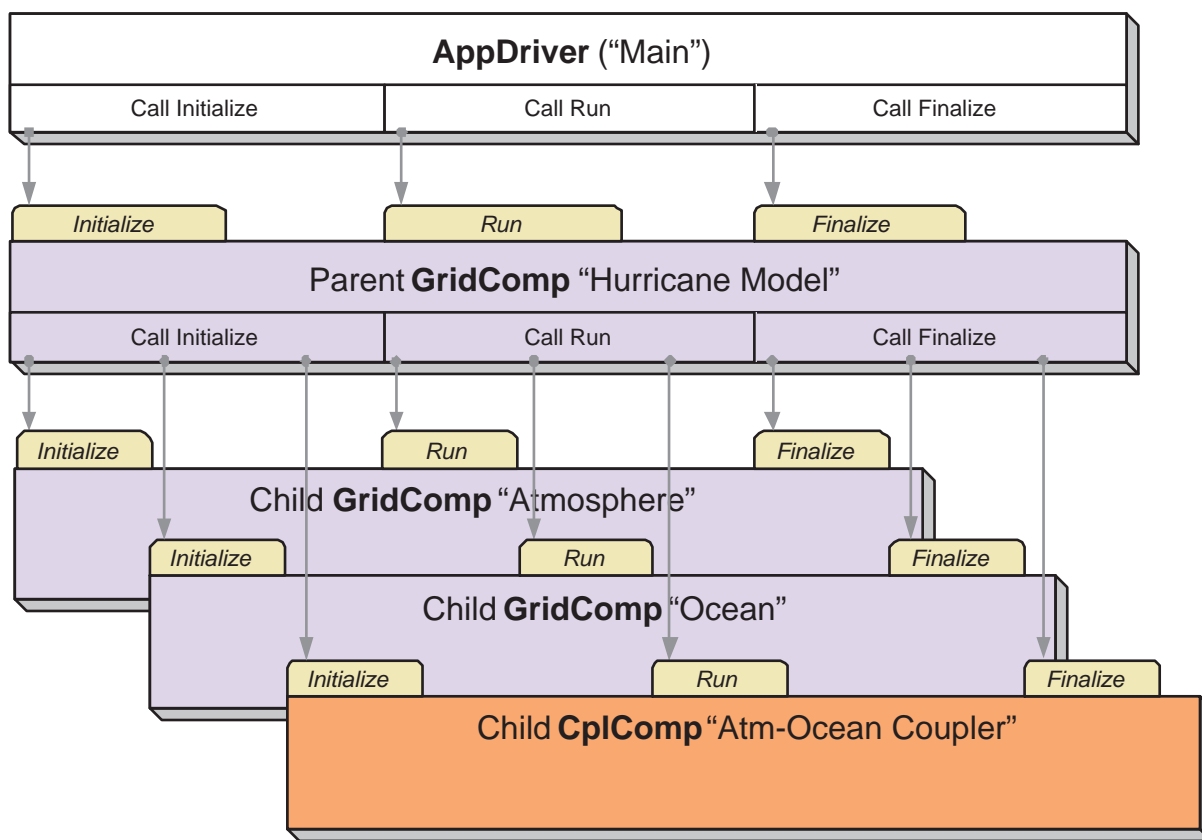 AppDriver (“Main”)
Call Initialize
Call Run
Call Finalize
Initialize
Run
Finalize
Parent GridComp “Hurricane Model”
Call Initialize
Call Run
Call Finalize
Initialize
Run
Finalize
Child GridComp “Atmosphere”
Initialize
Run
Finalize
Child GridComp “Ocean”
Initialize
Run
Finalize
Child CplComp “Atm-Ocean Coupler”